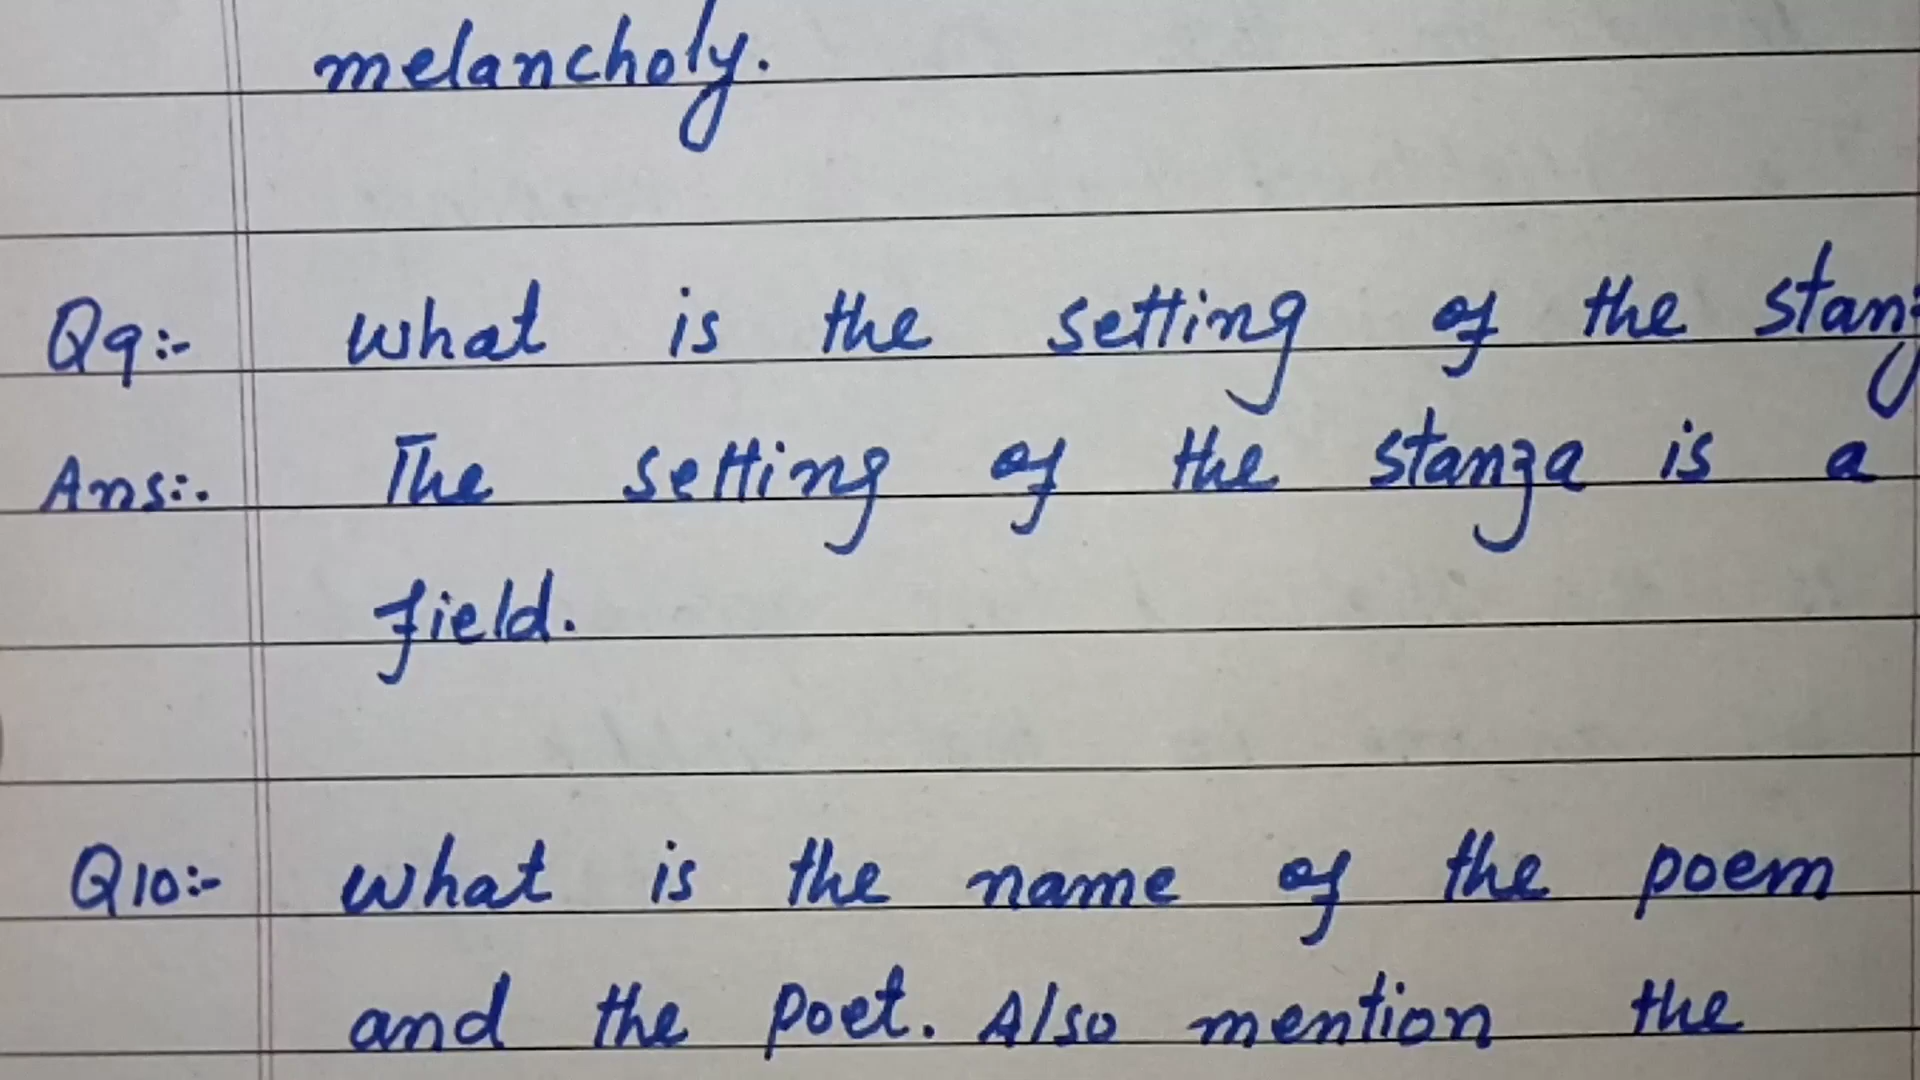 melancholy.
Q9:- what is the setting of the
Ans:. The setting of the stanza is a
field.
Q10:- what is the name of the poem
and the poet. Also mention the